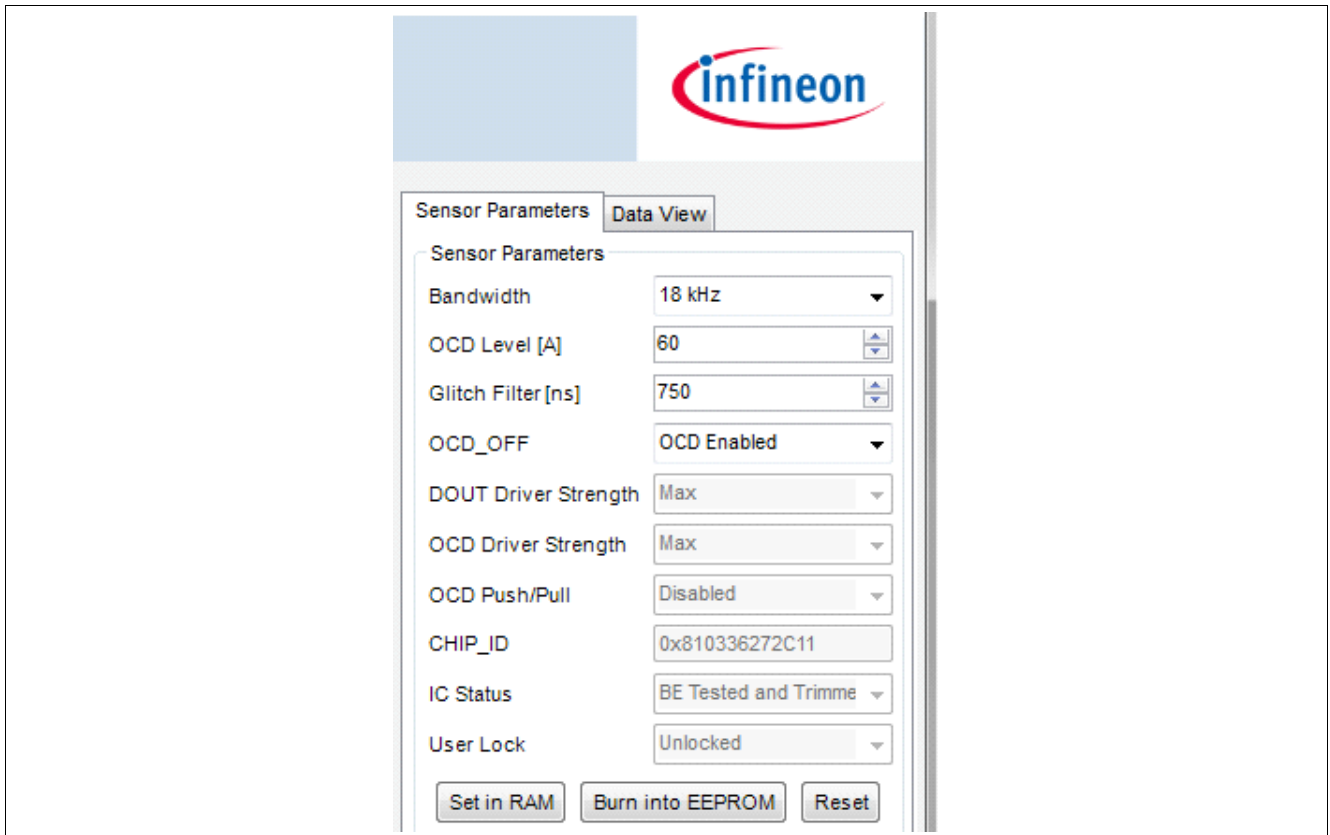 infineon
Sensor Parameters Data View
Sensor Parameters
Bandwidth 18 kHz
OCD Level [A] 60
Glitch Filter [ns] 750
OCD_OFF OCD Enabled
DOUT Driver Strength Max
OCD Driver Strength Max
OCD Push/Pull Disabled
CHIP_ID 0x810336272C11
IC Status BE Tested and Trimme
User Lock Unlocked
Set in RAM Burn into EEPROM Reset